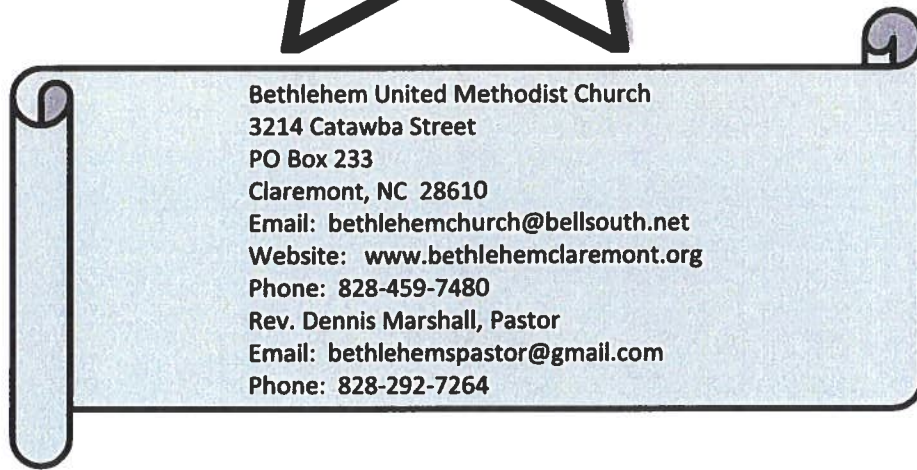 Bethlehem United Methodist Church
3214 Catawba Street
PO Box 233
Claremont, NC 28610
Email: bethlehemchurch@bellsouth.net
Website: www.bethlehemclaremont.org
Phone: 828-459-7480
Rev. Dennis Marshall, Pastor
Email: bethlehemspastor@gmail.com
Phone: 828-292-7264